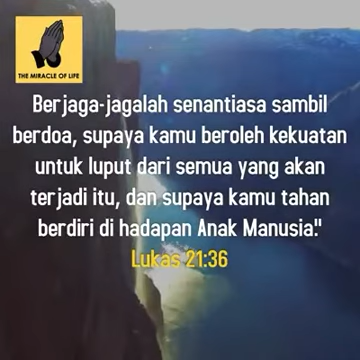 THE MIRACLE OF LIFE
Berjaga-jagalah senantiasa sambil
berdoa, supaya kamu beroleh kekuatan
untuk luput dari semua yang akan
terjadi itu, dan supaya kamu tahan
berdiri di hadapan Anak Manusia."
Lukas 21:36